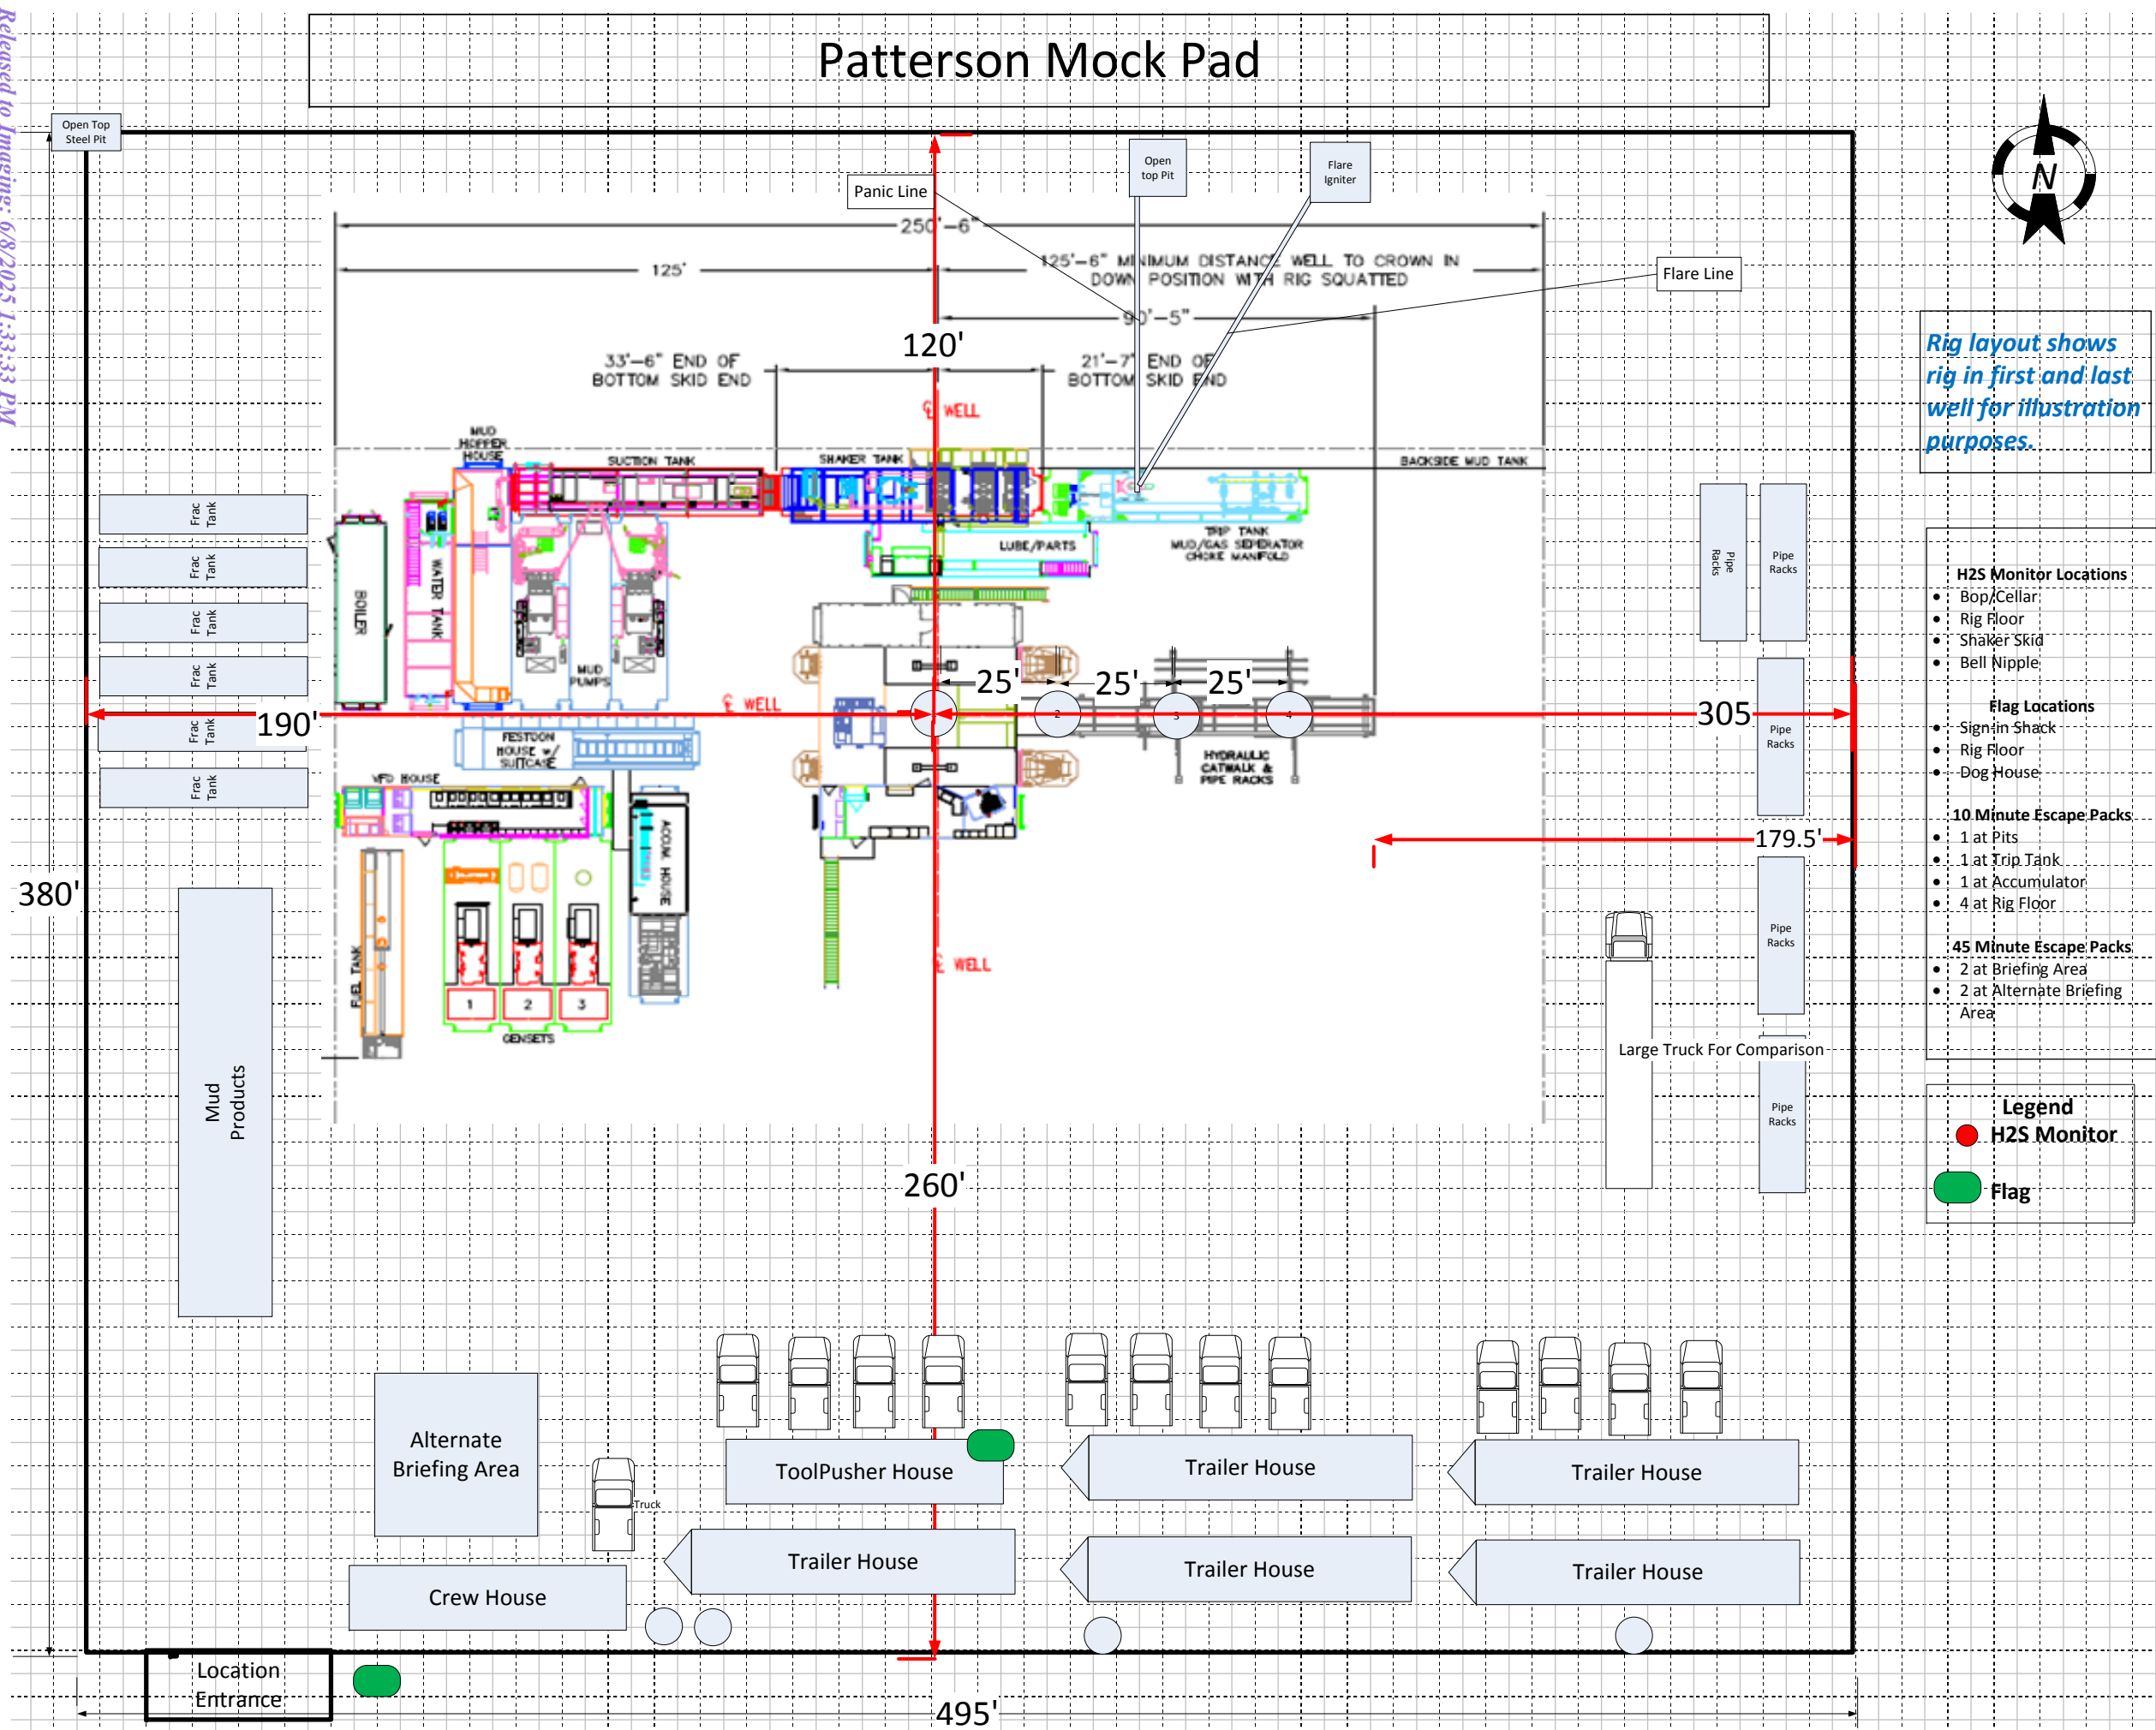 Released to Imaging: 6/8/2025 1:33:33 PM
Patterson Mock Pad
Open Top
Steel Pit
Open
top Pit
Flare
Igniter
N
Panic Line
250'-6"
125'
125'-6" MINIMUM DISTANCE WELL TO CROWN IN
DOWN POSITION WITH RIG SQUATTED
Flare Line
90'-5"
120'
33'-6" END OF
BOTTOM SKID END
21'-7" END OF
BOTTOM SKID END
Rig layout shows
rig in first and last
well for illustration
purposes.
℄ WELL
MUD
HOPPER
HOUSE
SUCTION TANK
SHAKER TANK
BACKSIDE MUD TANK
Frac
Tank
Frac
Tank
Frac
Tank
Frac
Tank
Frac
Tank
Frac
Tank
BOILER
WATER TANK
MUD
PUMPS
LUBE/PARTS
TRIP TANK
MUD/GAS SEPERATOR
CHOKE MANIFOLD
Pipe
Racks
Pipe
Racks
Pipe
Racks
Pipe
Racks
Pipe
Racks
H2S Monitor Locations
• Bop/Cellar
• Rig Floor
• Shaker Skid
• Bell Nipple
Flag Locations
• Sign-in Shack
• Rig Floor
• Dog House
10 Minute Escape Packs
• 1 at Pits
• 1 at Trip Tank
• 1 at Accumulator
• 4 at Rig Floor
45 Minute Escape Packs
• 2 at Briefing Area
• 2 at Alternate Briefing
Area
25'
25'
25'
190'
℄ WELL
2
3
4
305
FESTOON
HOUSE w/
SUITCASE
HYDRAULIC
CATWALK &
PIPE RACKS
VFD HOUSE
ACCUM. HOUSE
179.5'
380'
FUEL TANK
℄ WELL
1
2
3
GENSETS
Mud
Products
Large Truck For Comparison
Legend
H2S Monitor
Flag
260'
Alternate
Briefing Area
Truck
ToolPusher House
Trailer House
Trailer House
Crew House
Trailer House
Trailer House
Trailer House
Location
Entrance
495'